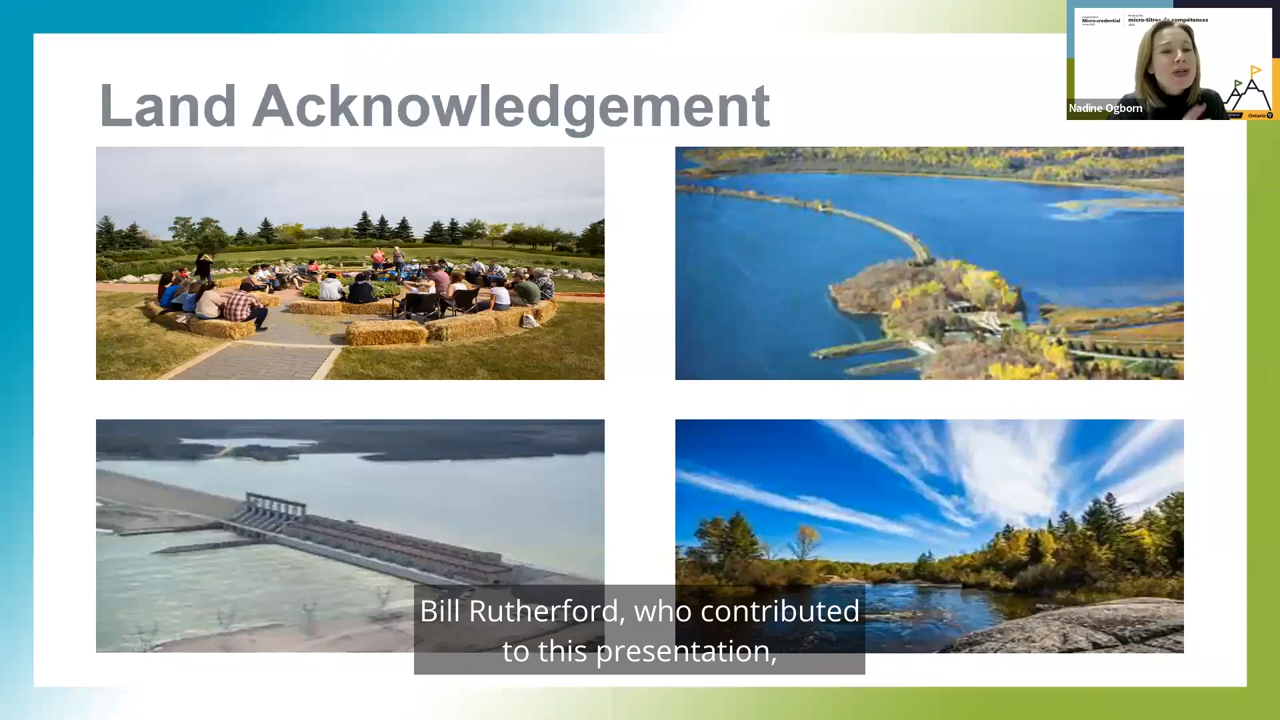 Land Acknowledgement
Micro-credential
micro-titres de compétences
Nadine Ogborn
Ontario
Bill Rutherford, who contributed
to this presentation,